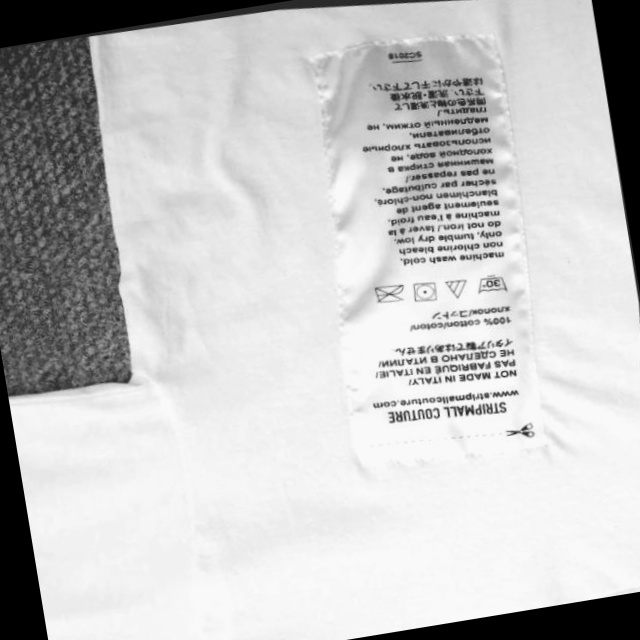 STRIPMALL COUTURE
www.stripmallcouture.com
NOT MADE IN ITALY/
PAS FABRIQUÉ EN ITALIE/
НЕ СДЕЛАНО В ИТАЛИИ/
イタリア製ではありません
100% cotton/coton/
хлопок/コットン
30°
machine wash cold
non chlorine bleach
only, tumble dry low,
do not iron / laver à la
machine à l'eau froid,
seulement agent de
blanchiment non-chloré,
sécher par culbutage,
ne pas repasser/
машинная стирка в
холодной воде, не
использовать хлорные
отбеливатели,
медленный отжим, не
гладить/
下さい。
SC2018